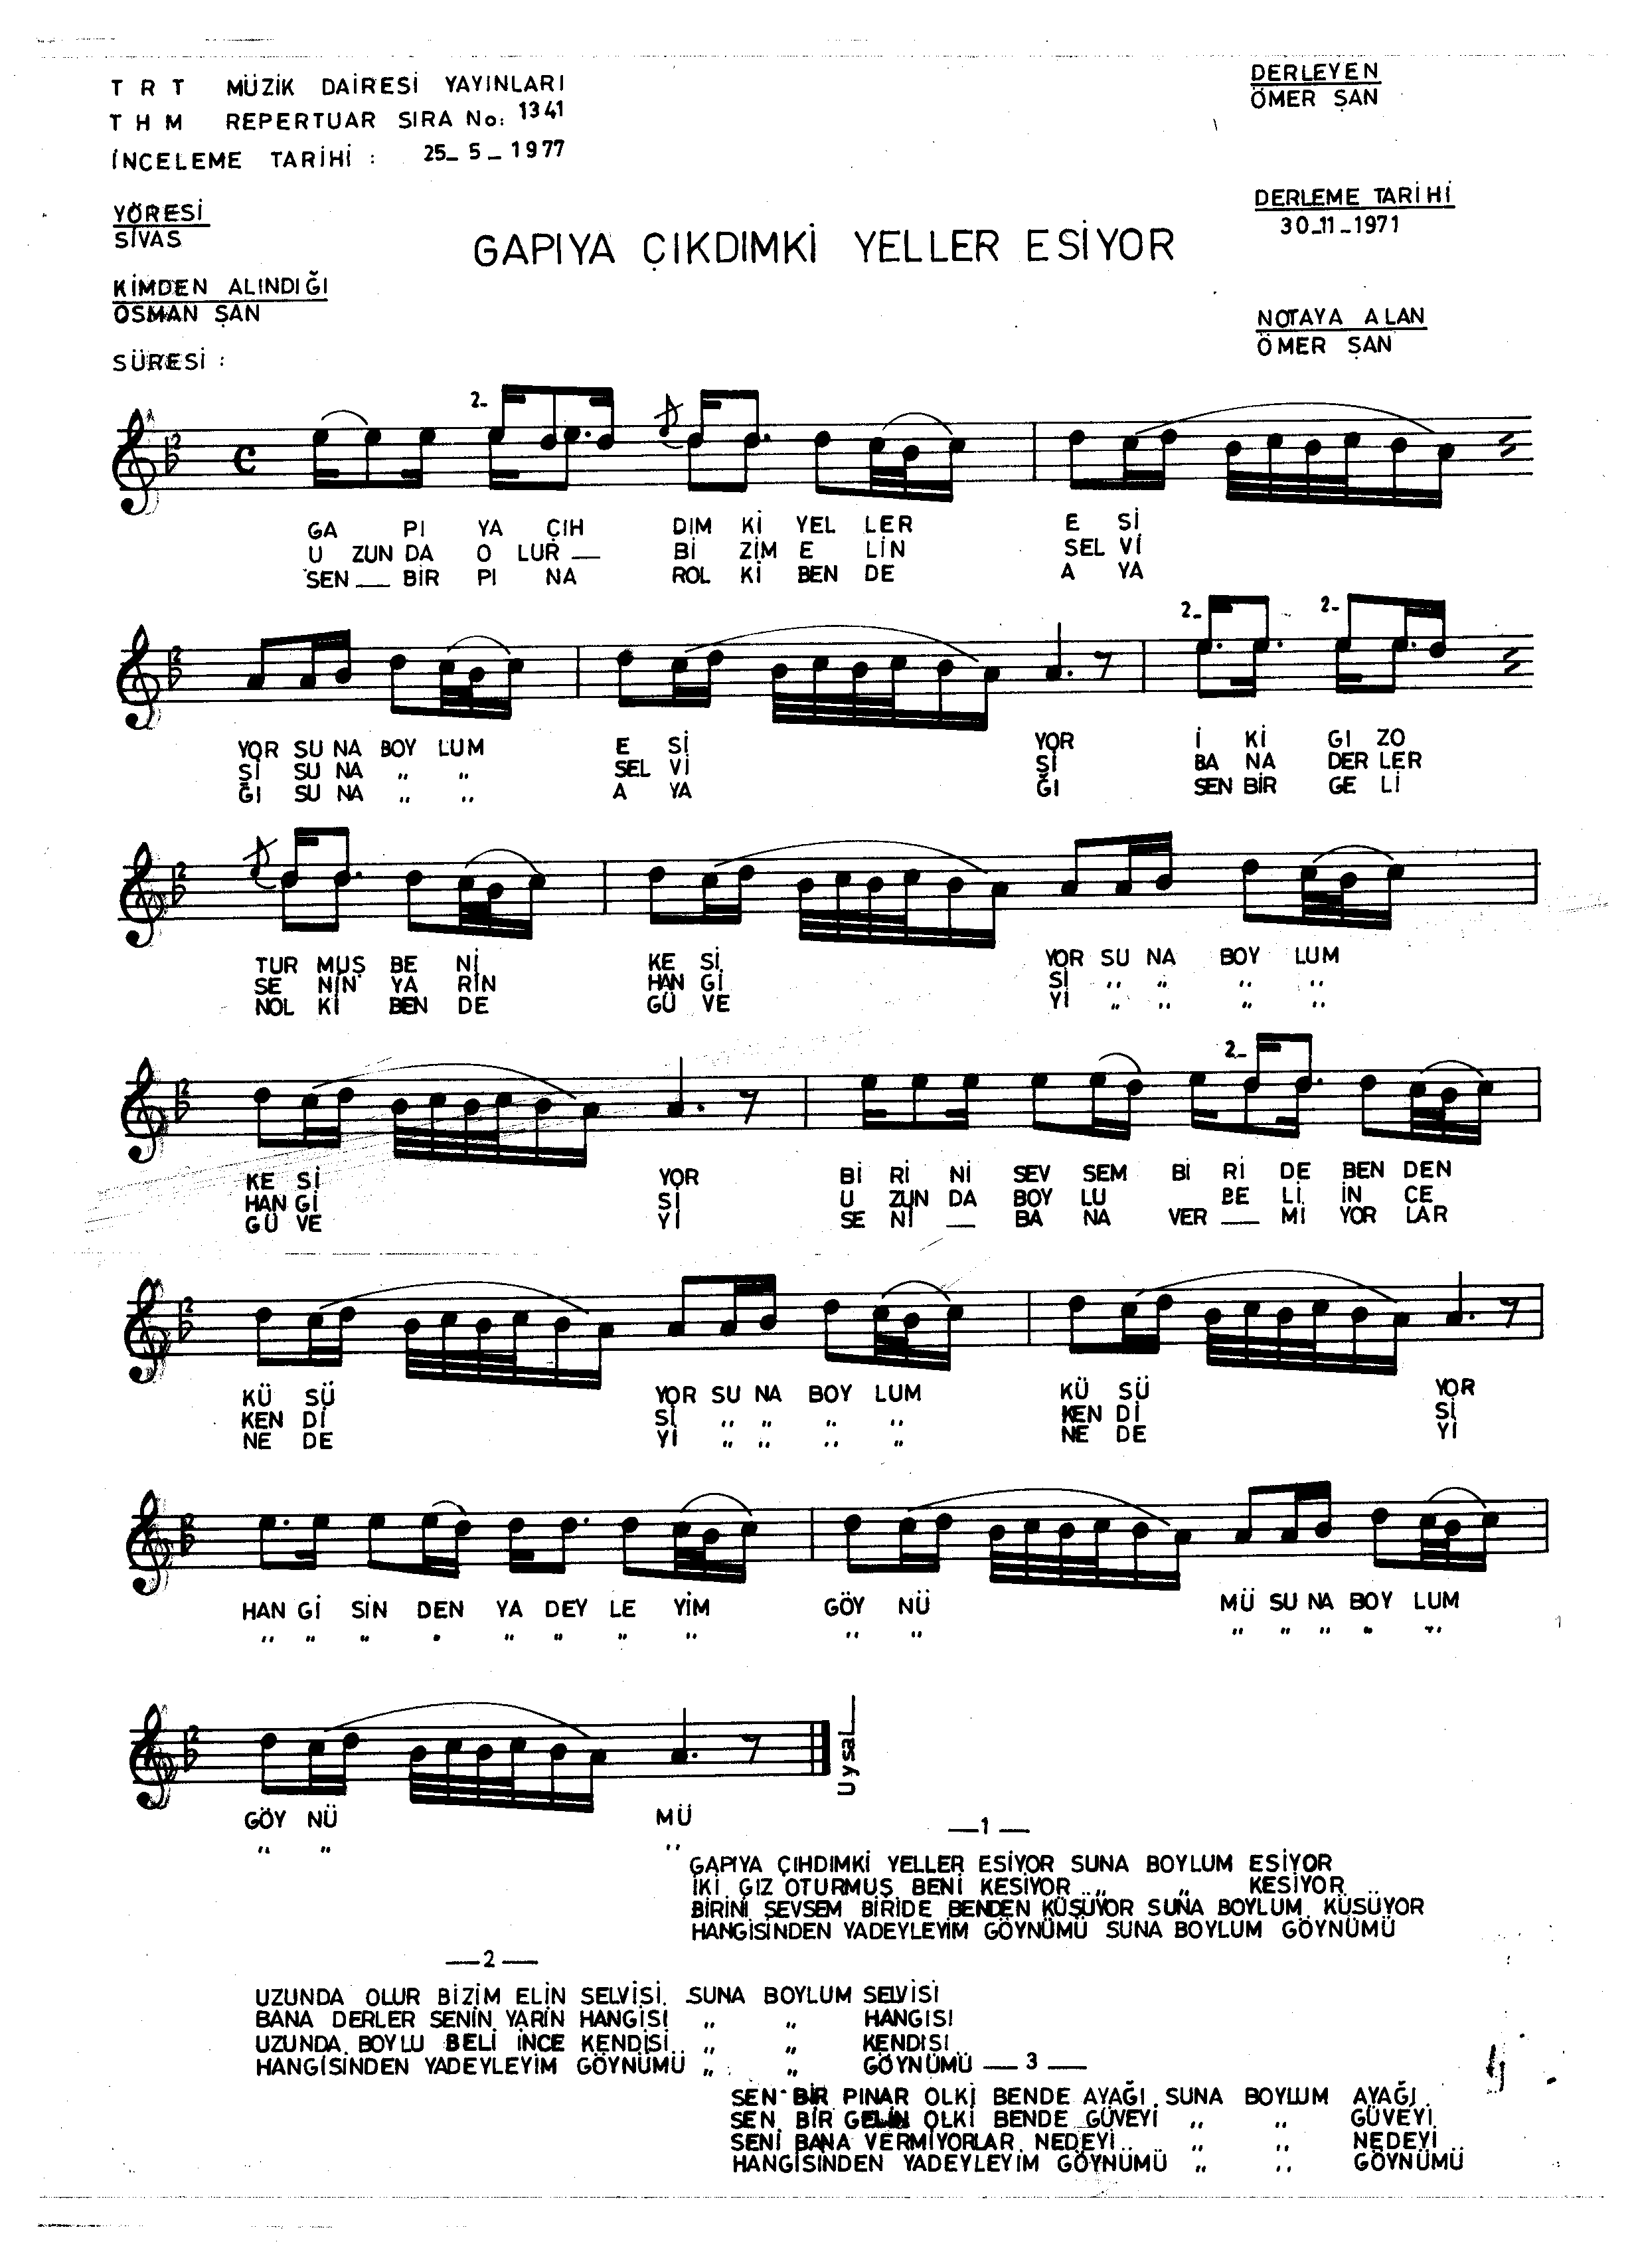 T R T MÜZİK DAİRESİ YAYINLARI
T H M REPERTUAR SIRA No: 1341
İNCELEME TARİHİ : 25_ 5 _ 1977
DERLEYEN
ÖMER ŞAN
YÖRESİ
SİVAS
DERLEME TARİHİ
30_11_1971
GAPIYA ÇIKDIMKİ YELLER ESİYOR
KİMDEN ALINDIĞI
OSMAN ŞAN
NOTAYA ALAN
ÖMER ŞAN
SÜRESİ :
2_
GA PI YA ÇIH DIM Kİ YEL LER E Sİ
U ZUN DA O LUR _ Bİ ZİM E LİN SEL Vİ
SEN _ BİR PI NA ROL Kİ BEN DE A YA
2_ 2_
YOR SU NA BOY LUM E Sİ YOR İ Kİ GI ZO
Sİ SU NA ,, ,, SEL Vİ Sİ BA NA DER LER
ĞI SU NA ,, ,, A YA ĞI SEN BİR GE Lİ
TUR MUŞ BE Nİ KE Sİ YOR SU NA BOY LUM
SE NİN YA RİN HAN Gİ Sİ ,, ,, ,, ,,
NOL Kİ BEN DE GÜ VE Yİ ,, ,, ,, ,,
2_
KE Sİ YOR Bİ Rİ Nİ SEV SEM Bİ Rİ DE BEN DEN
HAN Gİ Sİ U ZUN DA BOY LU BE Lİ İN CE
GÜ VE Yİ SE Nİ _ BA NA VER _ Mİ YOR LAR
KÜ SÜ YOR SU NA BOY LUM KÜ SÜ YOR
KEN Dİ Sİ ,, ,, ,, ,, KEN Dİ Sİ
NE DE Yİ ,, ,, ,, ,, NE DE Yİ
HAN Gİ SİN DEN YA DEY LE YİM GÖY NÜ MÜ SU NA BOY LUM
,, ,, ,, ,, ,, ,, ,, ,, ,, ,, ,, ,, ,, ,, ,,
Uysal
GÖY NÜ MÜ
,, ,, ,,
_1_
GAPIYA ÇIHDIMKİ YELLER ESİYOR SUNA BOYLUM ESİYOR
İKİ GIZ OTURMUŞ BENİ KESİYOR ,, ,, KESİYOR
BİRİNİ SEVSEM BİRİDE BENDEN KÜSÜYOR SUNA BOYLUM KÜSÜYOR
HANGİSİNDEN YADEYLEYİM GÖYNÜMÜ SUNA BOYLUM GÖYNÜMÜ
_2_
UZUNDA OLUR BİZİM ELİN SELVİSİ SUNA BOYLUM SELVİSİ
BANA DERLER SENİN YARİN HANGİSİ ,, ,, HANGİSİ
UZUNDA BOYLU BELİ İNCE KENDİSİ ,, ,, KENDİSİ
HANGİSİNDEN YADEYLEYİM GÖYNÜMÜ ,, ,, GÖYNÜMÜ
_3_
SEN BİR PINAR OLKİ BENDE AYAĞI SUNA BOYLUM AYAĞI
SEN BİR GELİN OLKİ BENDE GÜVEYİ ,, ,, GÜVEYİ
SENİ BANA VERMİYORLAR NEDEYİ ,, ,, NEDEYİ
HANGİSİNDEN YADEYLEYİM GÖYNÜMÜ ,, ,, GÖYNÜMÜ